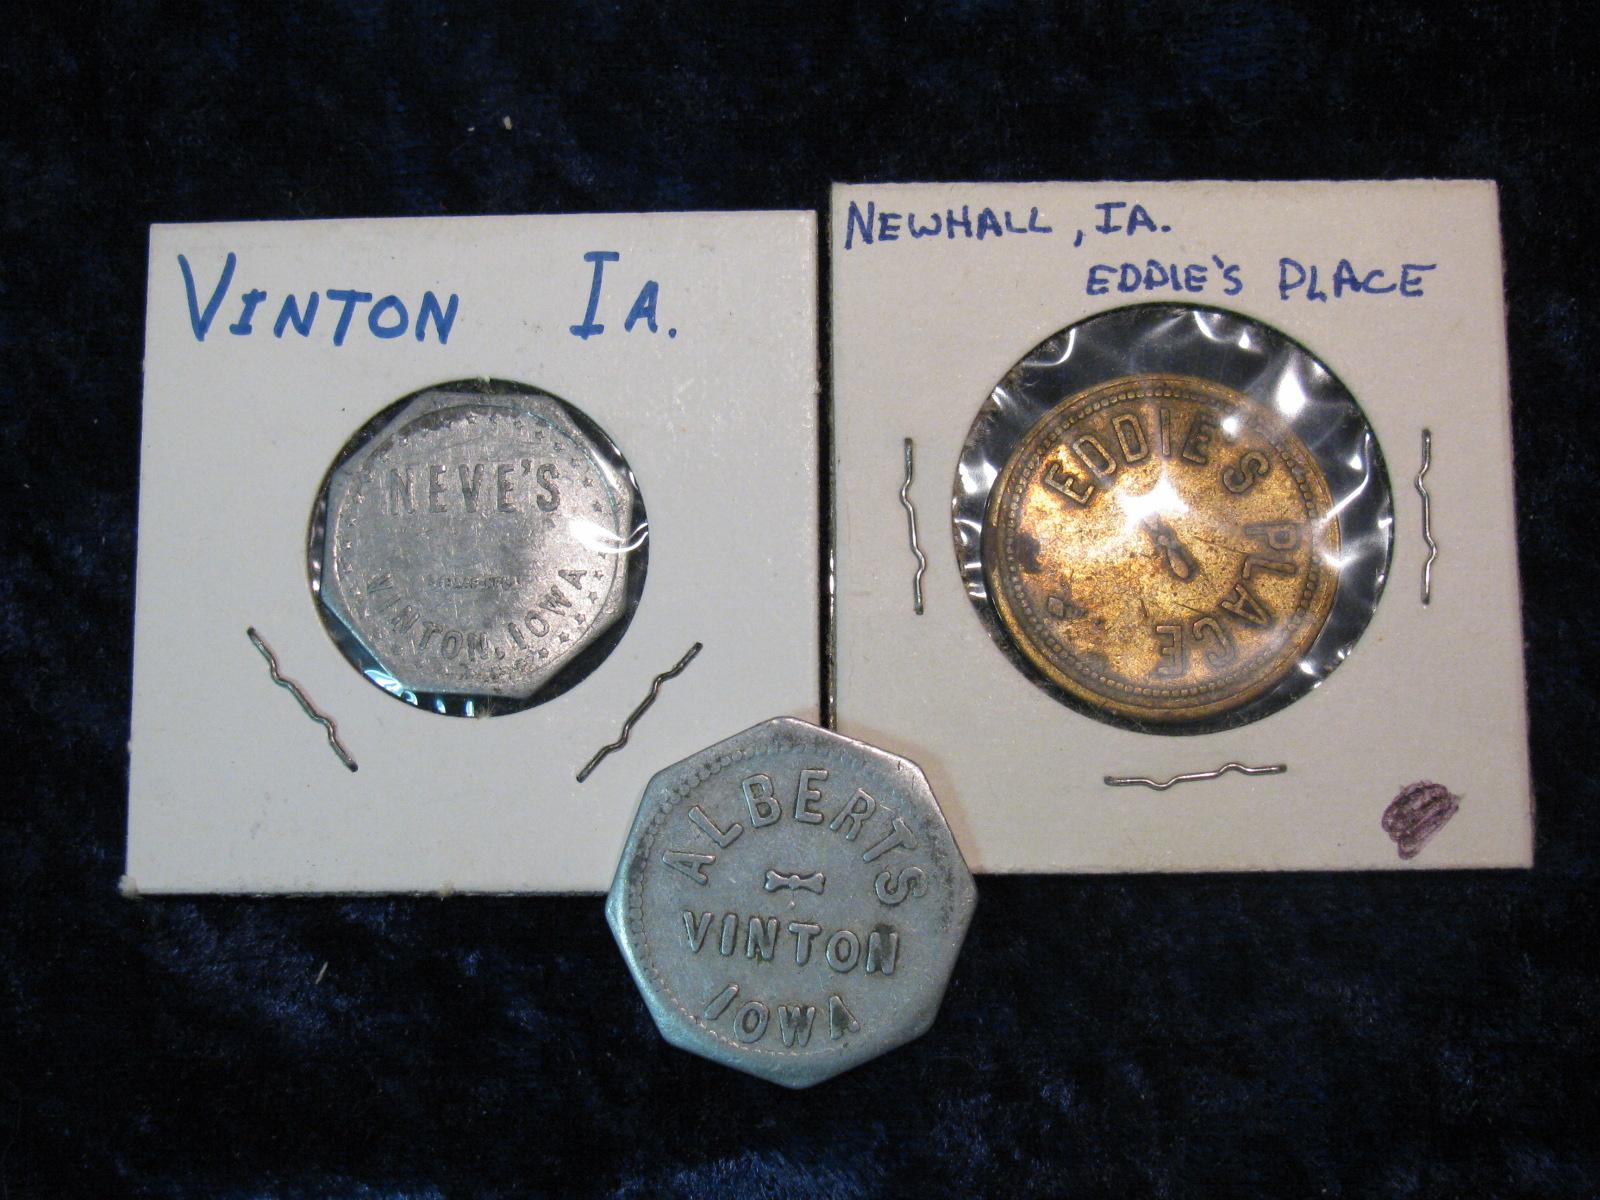 VINTON IA.
NEVE'S
VINTON, IOWA
NEWHALL, IA.
EDDIE'S PLACE
EDDIE'S PLACE
ALBERTS
VINTON
IOWA